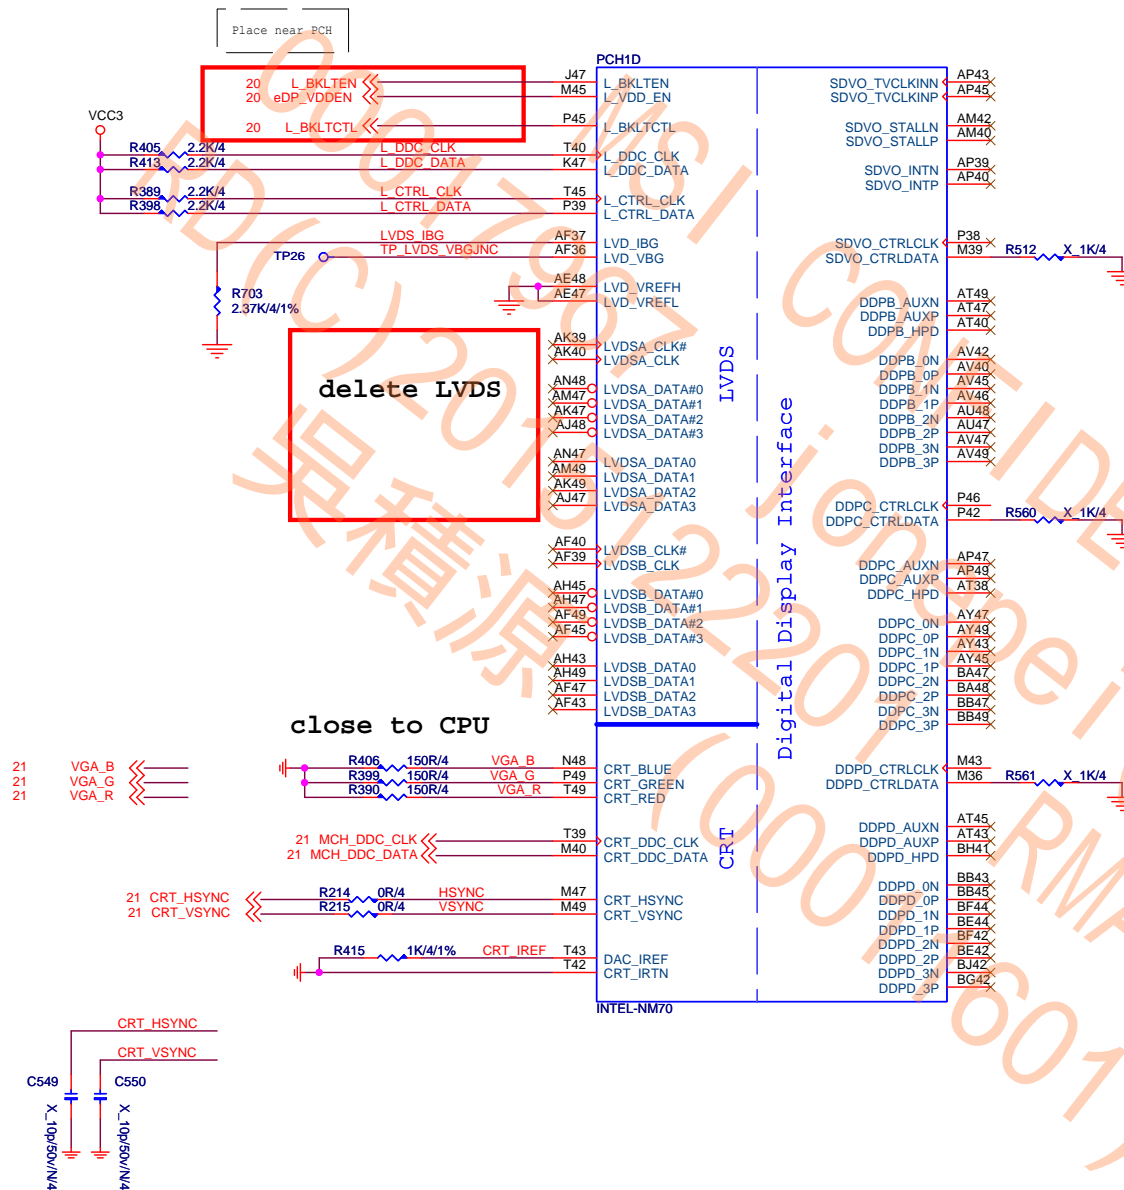 Place near PCH
PCH1D
20 L_BKLTEN J47 L_BKLTEN
20 eDP_VDDEN M45 L_VDD_EN
20 L_BKLTCTL P45 L_BKLTCTL
VCC3
R405 2.2K/4 L_DDC_CLK T40 L_DDC_CLK
R413 2.2K/4 L_DDC_DATA K47 L_DDC_DATA
R389 2.2K/4 L_CTRL_CLK T45 L_CTRL_CLK
R398 2.2K/4 L_CTRL_DATA P39 L_CTRL_DATA
LVDS_IBG AF37 LVD_IBG
TP26 TP_LVDS_VBGJNC AF36 LVD_VBG
R703
2.37K/4/1%
AE48 LVD_VREFH
AE47 LVD_VREFL
delete LVDS
AK39 LVDSA_CLK#
AK40 LVDSA_CLK
AN48 LVDSA_DATA#0
AM47 LVDSA_DATA#1
AK47 LVDSA_DATA#2
AJ48 LVDSA_DATA#3
AN47 LVDSA_DATA0
AM49 LVDSA_DATA1
AK49 LVDSA_DATA2
AJ47 LVDSA_DATA3
AF40 LVDSB_CLK#
AF39 LVDSB_CLK
AH45 LVDSB_DATA#0
AH47 LVDSB_DATA#1
AF49 LVDSB_DATA#2
AF45 LVDSB_DATA#3
AH43 LVDSB_DATA0
AH49 LVDSB_DATA1
AF47 LVDSB_DATA2
AF43 LVDSB_DATA3
LVDS
close to CPU
21 VGA_B
21 VGA_G
21 VGA_R
R406 150R/4 VGA_B N48 CRT_BLUE
R399 150R/4 VGA_G P49 CRT_GREEN
R390 150R/4 VGA_R T49 CRT_RED
21 MCH_DDC_CLK T39 CRT_DDC_CLK
21 MCH_DDC_DATA M40 CRT_DDC_DATA
21 CRT_HSYNC R214 0R/4 HSYNC M47 CRT_HSYNC
21 CRT_VSYNC R215 0R/4 VSYNC M49 CRT_VSYNC
R415 1K/4/1% CRT_IREF T43 DAC_IREF
T42 CRT_IRTN
CRT
INTEL-NM70
Digital Display Interface
SDVO_TVCLKINN AP43
SDVO_TVCLKINP AP45
SDVO_STALLN AM42
SDVO_STALLP AM40
SDVO_INTN AP39
SDVO_INTP AP40
SDVO_CTRLCLK P38
SDVO_CTRLDATA M39 R512 X_1K/4
DDPB_AUXN AT49
DDPB_AUXP AT47
DDPB_HPD AT40
DDPB_0N AV42
DDPB_0P AV40
DDPB_1N AV45
DDPB_1P AV46
DDPB_2N AU48
DDPB_2P AU47
DDPB_3N AV47
DDPB_3P AV49
DDPC_CTRLCLK P46
DDPC_CTRLDATA P42 R560 X_1K/4
DDPC_AUXN AP47
DDPC_AUXP AP49
DDPC_HPD AT38
DDPC_0N AY47
DDPC_0P AY49
DDPC_1N AY43
DDPC_1P AY45
DDPC_2N BA47
DDPC_2P BA48
DDPC_3N BB47
DDPC_3P BB49
DDPD_CTRLCLK M43
DDPD_CTRLDATA M36 R561 X_1K/4
DDPD_AUXN AT45
DDPD_AUXP AT43
DDPD_HPD BH41
DDPD_0N BB43
DDPD_0P BB45
DDPD_1N BF44
DDPD_1P BE44
DDPD_2N BF42
DDPD_2P BE42
DDPD_3N BJ42
DDPD_3P BG42
CRT_HSYNC
CRT_VSYNC
C549 X_10p/50v/N/4
C550 X_10p/50v/N/4
MSI CONFIDE
吳積源
RMA